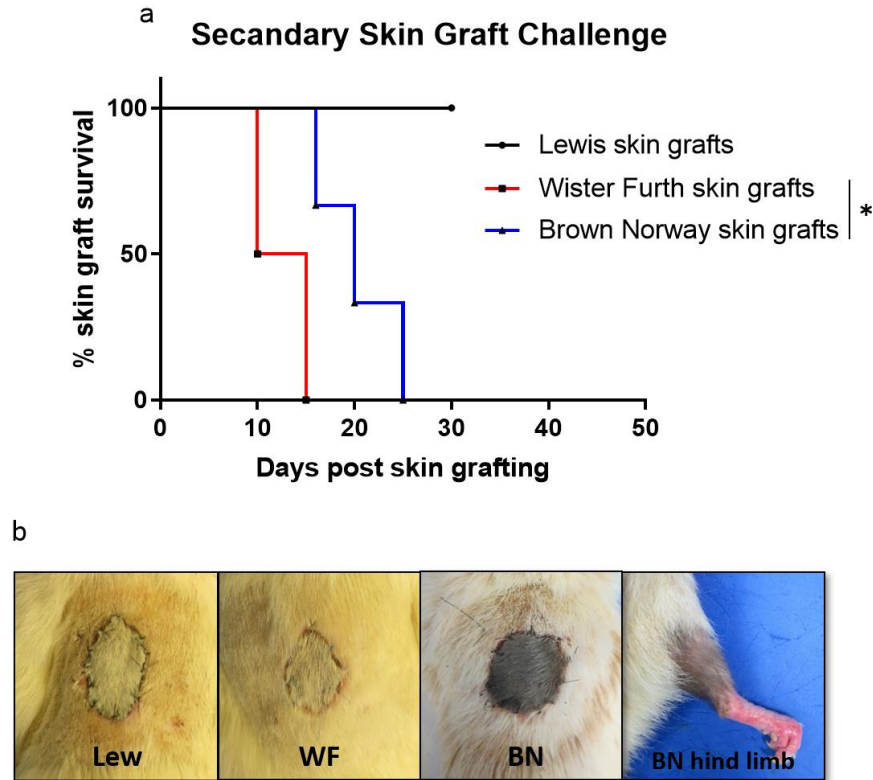 a
Secandary Skin Graft Challenge
% skin graft survival
100
50
0
0 10 20 30 40 50
Days post skin grafting
Lewis skin grafts
Wister Furth skin grafts
Brown Norway skin grafts
*
b
Lew
WF
BN
BN hind limb